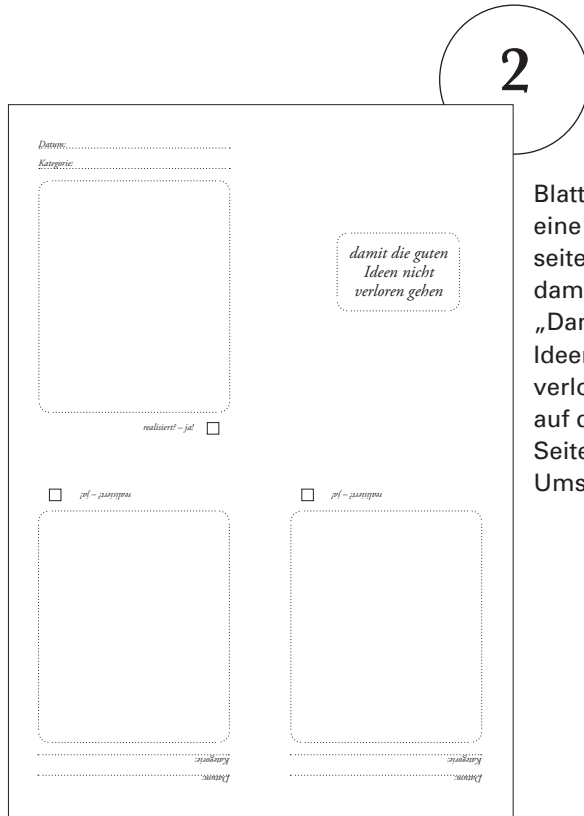 2
Datum:
Kategorie:
damit die guten
Ideen nicht
verloren gehen
realisiert? – ja!
realisiert? – ja!
realisiert? – ja!
Kategorie:
Datum:
Kategorie:
Datum:
Blatt
eine
seite
dam
„Dar
Ideen
verlo
auf d
Seite
Ums